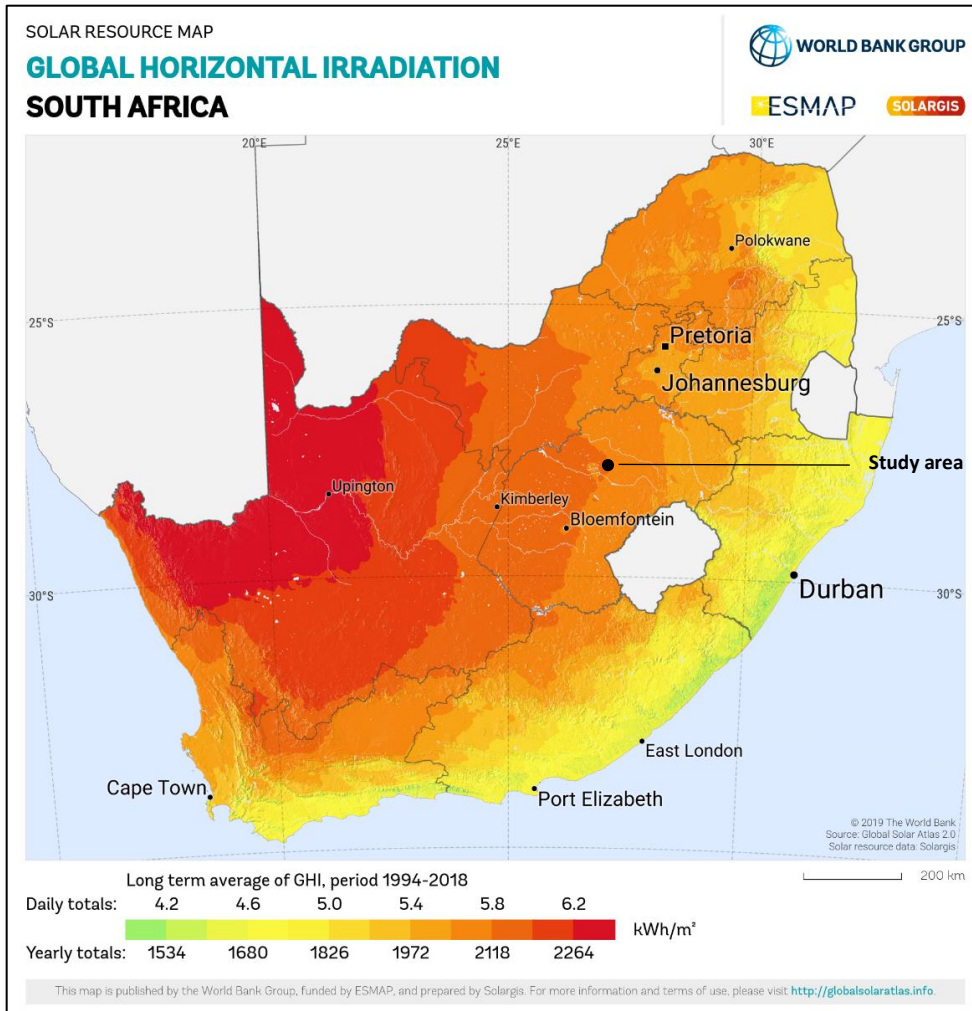 SOLAR RESOURCE MAP
GLOBAL HORIZONTAL IRRADIATION
SOUTH AFRICA
WORLD BANK GROUP
ESMAP
SOLARGIS
20°E
25°E
30°E
Polokwane
25°S
25°S
Pretoria
Johannesburg
Study area
Upington
Kimberley
Bloemfontein
Durban
30°S
30°S
East London
Cape Town
Port Elizabeth
© 2019 The World Bank
Source: Global Solar Atlas 2.0
Solar resource data: Solargis
200 km
Long term average of GHI, period 1994-2018
Daily totals: 4.2 4.6 5.0 5.4 5.8 6.2
kWh/m²
Yearly totals: 1534 1680 1826 1972 2118 2264
This map is published by the World Bank Group, funded by ESMAP, and prepared by Solargis. For more information and terms of use, please visit http://globalsolaratlas.info.